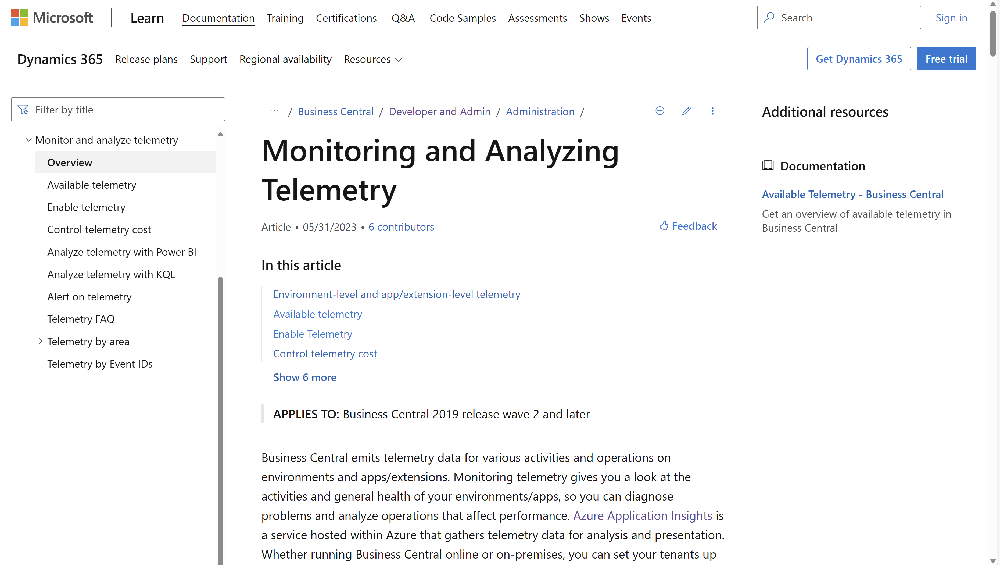 Microsoft Learn Documentation Training Certifications Q&A Code Samples Assessments Shows Events Search Sign in
Dynamics 365 Release plans Support Regional availability Resources Get Dynamics 365 Free trial
Filter by title
Monitor and analyze telemetry
Overview
Available telemetry
Enable telemetry
Control telemetry cost
Analyze telemetry with Power BI
Analyze telemetry with KQL
Alert on telemetry
Telemetry FAQ
Telemetry by area
Telemetry by Event IDs
... / Business Central / Developer and Admin / Administration /
Monitoring and Analyzing
Telemetry
Article • 05/31/2023 • 6 contributors
Feedback
In this article
Environment-level and app/extension-level telemetry
Available telemetry
Enable Telemetry
Control telemetry cost
Show 6 more
APPLIES TO: Business Central 2019 release wave 2 and later
Business Central emits telemetry data for various activities and operations on
environments and apps/extensions. Monitoring telemetry gives you a look at the
activities and general health of your environments/apps, so you can diagnose
problems and analyze operations that affect performance. Azure Application Insights is
a service hosted within Azure that gathers telemetry data for analysis and presentation.
Whether running Business Central online or on-premises, you can set your tenants up
Additional resources
Documentation
Available Telemetry - Business Central
Get an overview of available telemetry in
Business Central